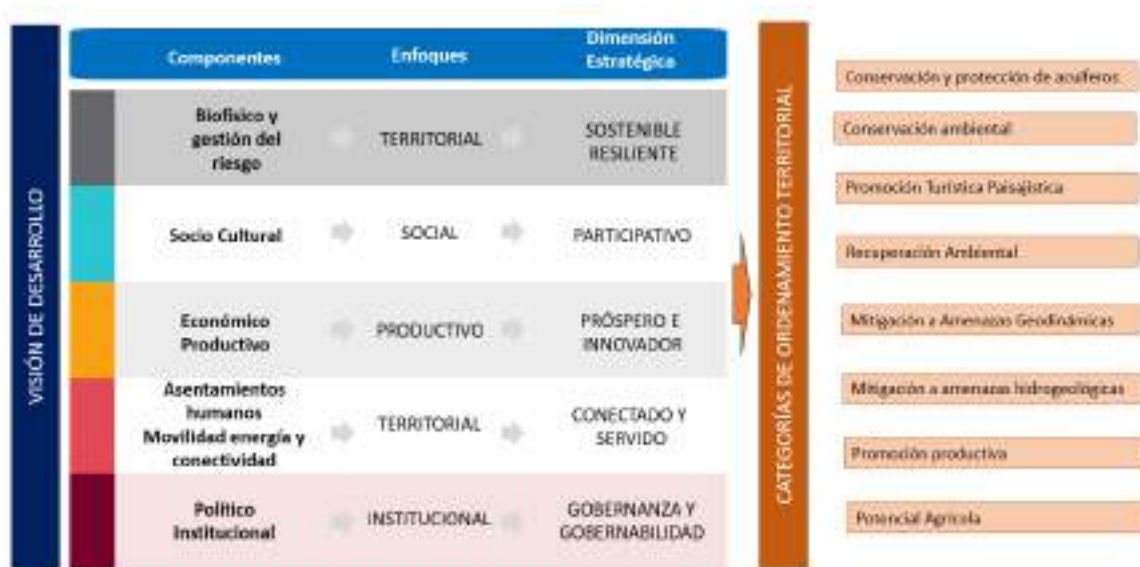 VISIÓN DE DESARROLLO
Componentes
Enfoques
Dimensión
Estratégica
Biofísico y
gestión del
riesgo
TERRITORIAL
SOSTENIBLE
RESILIENTE
Socio Cultural
SOCIAL
PARTICIPATIVO
Económico
Productivo
PRODUCTIVO
PRÓSPERO E
INNOVADOR
Asentamientos
humanos
Movilidad energía y
conectividad
TERRITORIAL
CONECTADO Y
SERVIDO
Político
Institucional
INSTITUCIONAL
GOBERNANZA Y
GOBERNABILIDAD
CATEGORÍAS DE ORDENAMIENTO TERRITORIAL
Conservación y protección de acuíferos
Conservación ambiental
Promoción Turística Paisajística
Recuperación Ambiental
Mitigación a Amenazas Geodinámicas
Mitigación a amenazas hidrogeológicas
Promoción productiva
Potencial Agrícola